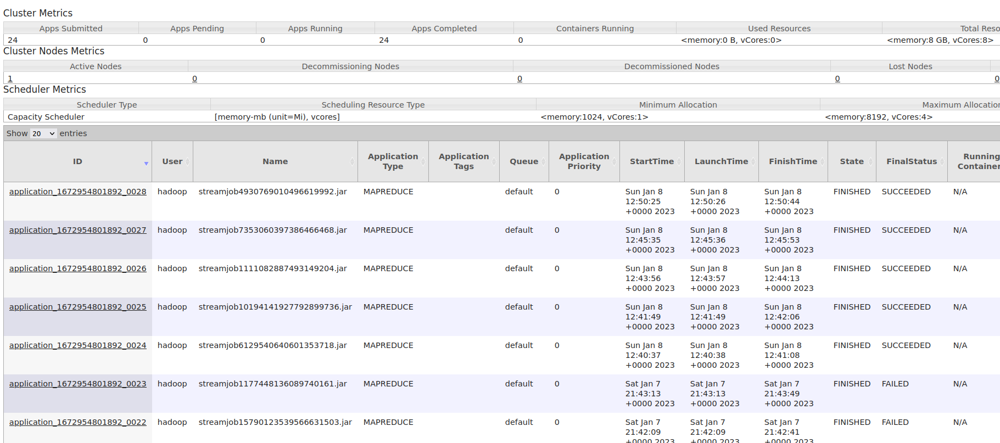 Cluster Metrics
Apps Submitted Apps Pending Apps Running Apps Completed Containers Running Used Resources Total Reso
24 0 0 24 0 <memory:0 B, vCores:0> <memory:8 GB, vCores:8>
Cluster Nodes Metrics
Active Nodes Decommissioning Nodes Decommissioned Nodes Lost Nodes
1 0 0 0 0
Scheduler Metrics
Scheduler Type Scheduling Resource Type Minimum Allocation Maximum Allocation
Capacity Scheduler [memory-mb (unit=Mi), vcores] <memory:1024, vCores:1> <memory:8192, vCores:4>
Show 20 entries
ID User Name Application Type Application Tags Queue Application Priority StartTime LaunchTime FinishTime State FinalStatus Running Container
application_1672954801892_0028 hadoop streamjob4930769010496619992.jar MAPREDUCE default 0 Sun Jan 8 Sun Jan 8 Sun Jan 8 FINISHED SUCCEEDED N/A
12:50:25 12:50:26 12:50:44
+0000 2023 +0000 2023 +0000 2023
application_1672954801892_0027 hadoop streamjob7353060397386466468.jar MAPREDUCE default 0 Sun Jan 8 Sun Jan 8 Sun Jan 8 FINISHED SUCCEEDED N/A
12:45:35 12:45:36 12:45:53
+0000 2023 +0000 2023 +0000 2023
application_1672954801892_0026 hadoop streamjob1111082887493149204.jar MAPREDUCE default 0 Sun Jan 8 Sun Jan 8 Sun Jan 8 FINISHED SUCCEEDED N/A
12:43:56 12:43:57 12:44:13
+0000 2023 +0000 2023 +0000 2023
application_1672954801892_0025 hadoop streamjob10194141927792899736.jar MAPREDUCE default 0 Sun Jan 8 Sun Jan 8 Sun Jan 8 FINISHED SUCCEEDED N/A
12:41:49 12:41:49 12:42:06
+0000 2023 +0000 2023 +0000 2023
application_1672954801892_0024 hadoop streamjob6129540640601353718.jar MAPREDUCE default 0 Sun Jan 8 Sun Jan 8 Sun Jan 8 FINISHED SUCCEEDED N/A
12:40:37 12:40:38 12:41:08
+0000 2023 +0000 2023 +0000 2023
application_1672954801892_0023 hadoop streamjob1177448136089740161.jar MAPREDUCE default 0 Sat Jan 7 Sat Jan 7 Sat Jan 7 FINISHED FAILED N/A
21:43:13 21:43:13 21:43:49
+0000 2023 +0000 2023 +0000 2023
application_1672954801892_0022 hadoop streamjob15790123539566631503.jar MAPREDUCE default 0 Sat Jan 7 Sat Jan 7 Sat Jan 7 FINISHED FAILED N/A
21:42:09 21:42:09 21:42:41
+0000 2023 +0000 2023 +0000 2023